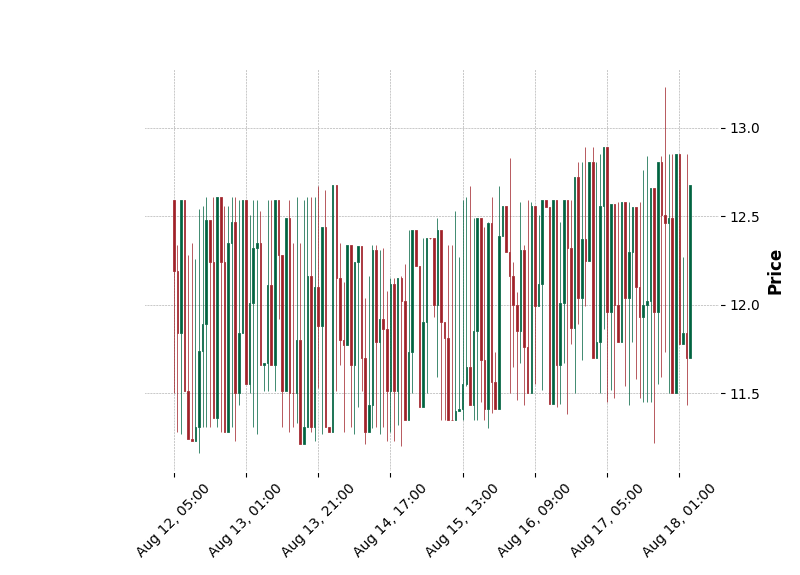 13.0
12.5
12.0
11.5
Price
Aug 12, 05:00
Aug 13, 01:00
Aug 13, 21:00
Aug 14, 17:00
Aug 15, 13:00
Aug 16, 09:00
Aug 17, 05:00
Aug 18, 01:00